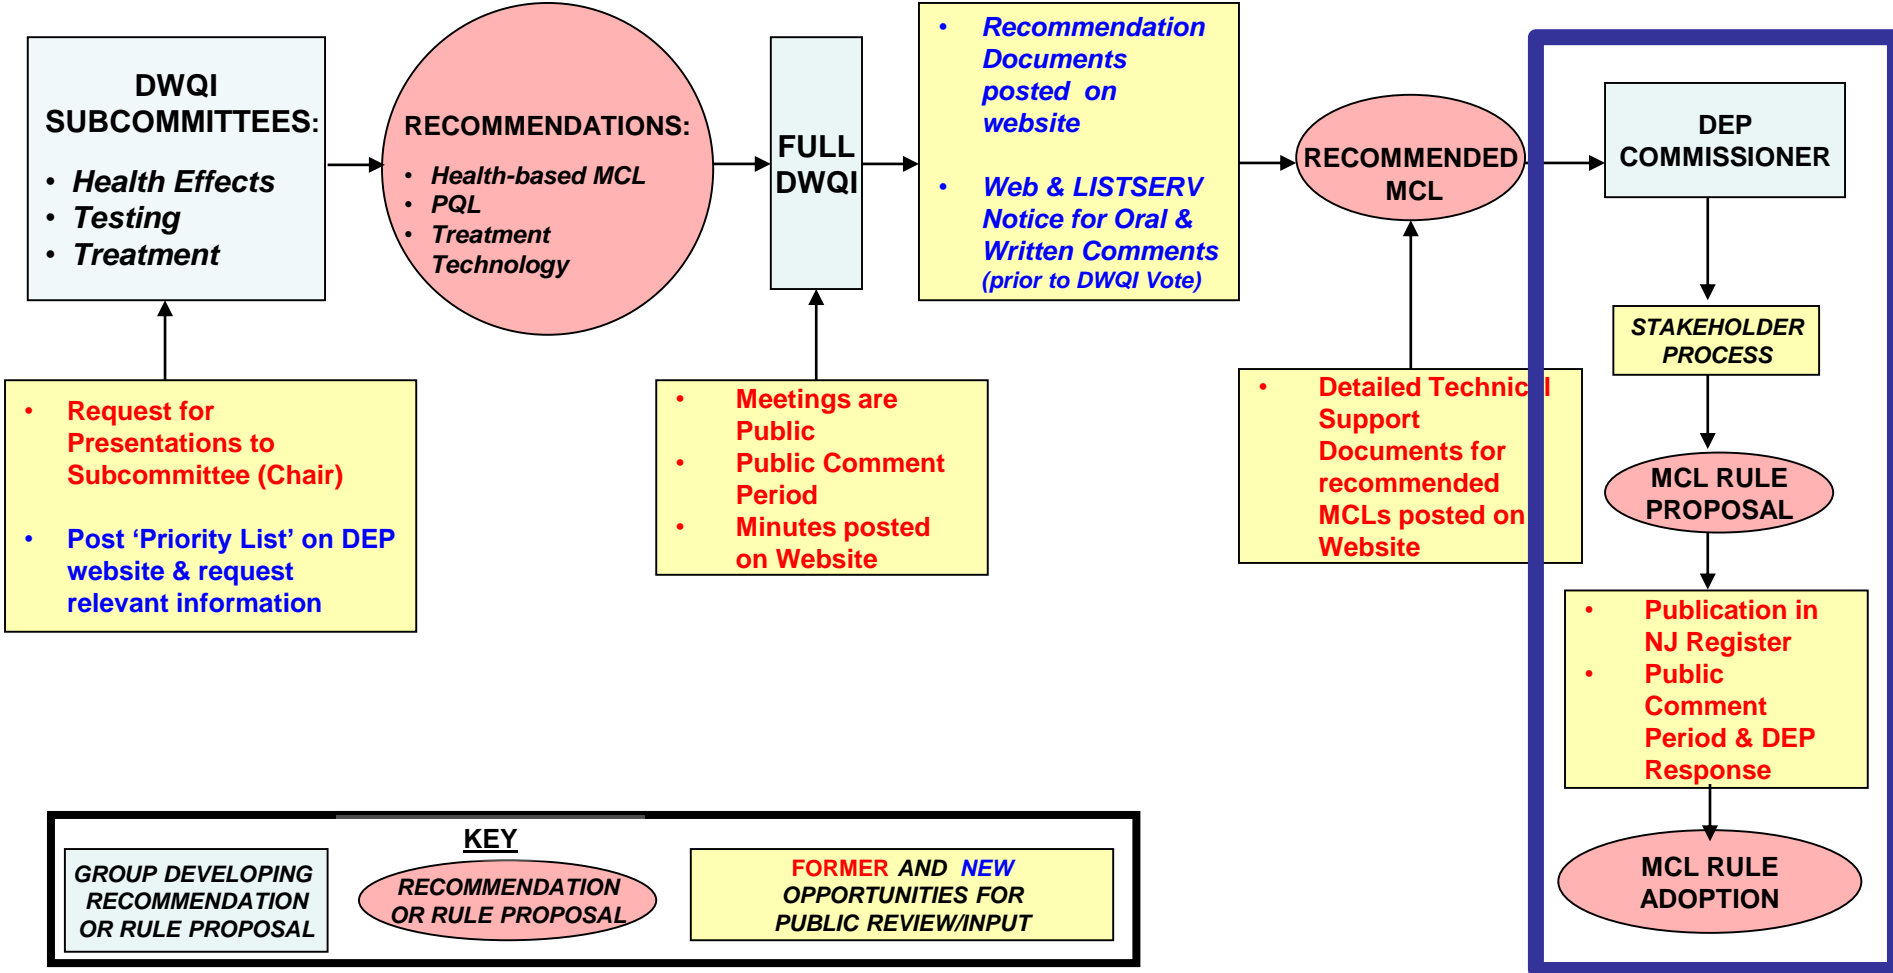 DWQI
SUBCOMMITTEES:
• Health Effects
• Testing
• Treatment
RECOMMENDATIONS:
• Health-based MCL
• PQL
• Treatment
Technology
FULL
DWQI
• Recommendation
Documents
posted on
website
• Web & LISTSERV
Notice for Oral &
Written Comments
(prior to DWQI Vote)
RECOMMENDED
MCL
DEP
COMMISSIONER
STAKEHOLDER
PROCESS
MCL RULE
PROPOSAL
• Publication in
NJ Register
• Public
Comment
Period & DEP
Response
MCL RULE
ADOPTION
• Request for
Presentations to
Subcommittee (Chair)
• Post ‘Priority List’ on DEP
website & request
relevant information
• Meetings are
Public
• Public Comment
Period
• Minutes posted
on Website
• Detailed Technical
Support
Documents for
recommended
MCLs posted on
Website
KEY
GROUP DEVELOPING
RECOMMENDATION
OR RULE PROPOSAL
RECOMMENDATION
OR RULE PROPOSAL
FORMER AND NEW
OPPORTUNITIES FOR
PUBLIC REVIEW/INPUT